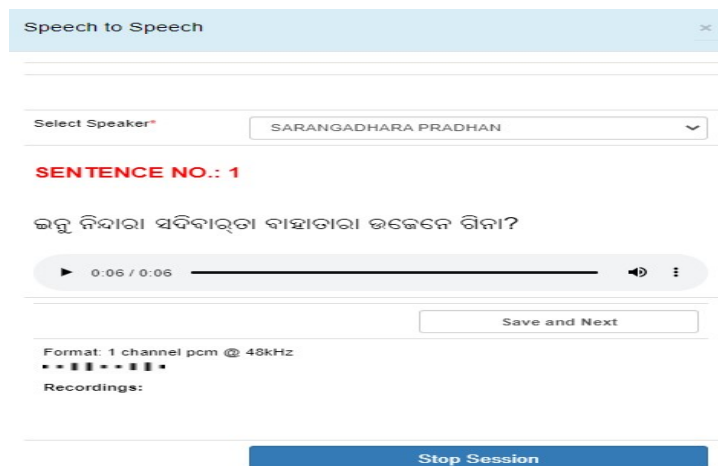 Speech to Speech ×
Select Speaker* SARANGADHARA PRADHAN
SENTENCE NO.: 1
ଇନୁ ନିନ୍ଦାରା ସଦିବାର୍‌ତା ବାହାତାରା ଉଜେନେ ଗିନା?
0:06 / 0:06
Save and Next
Format: 1 channel pcm @ 48kHz
Recordings:
Stop Session